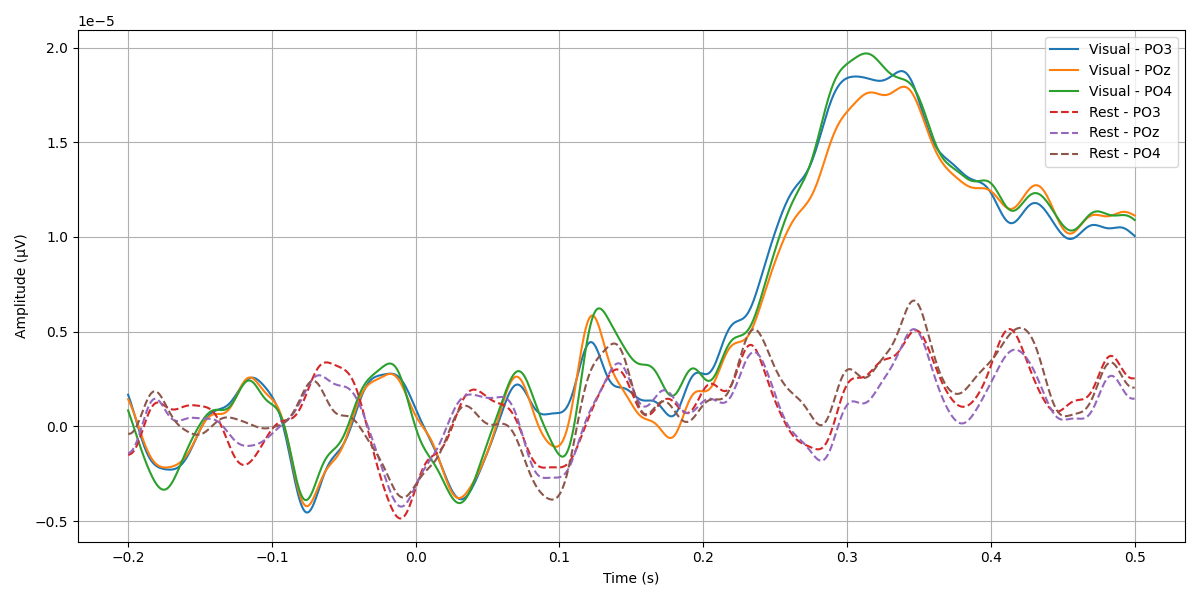 1e−5
2.0
1.5
1.0
0.5
0.0
−0.5
Amplitude (µV)
−0.2 −0.1 0.0 0.1 0.2 0.3 0.4 0.5
Time (s)
Visual - PO3
Visual - POz
Visual - PO4
Rest - PO3
Rest - POz
Rest - PO4